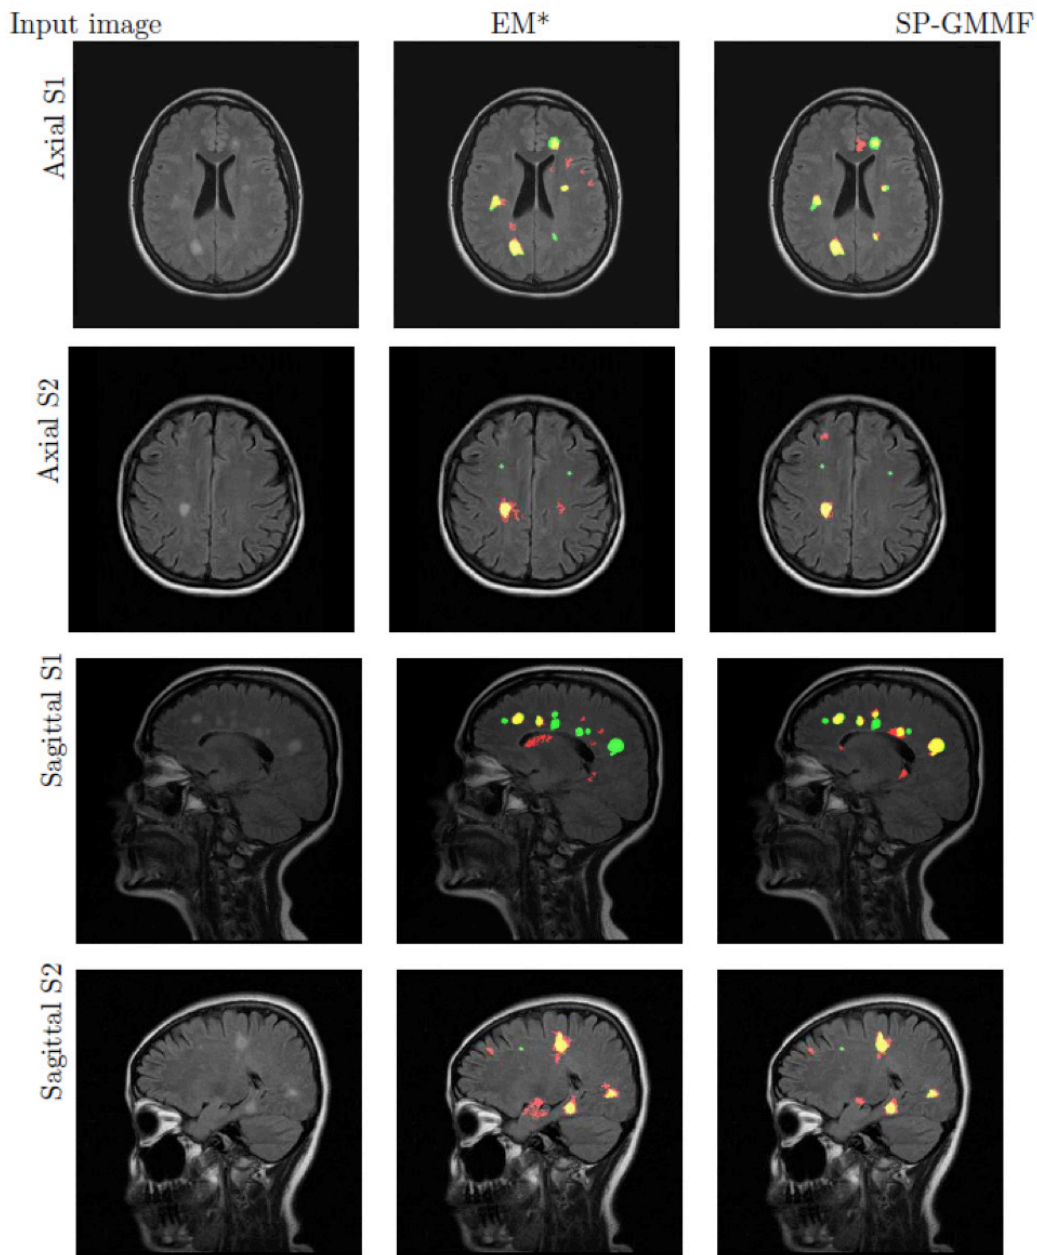 Input image
EM*
SP-GMMF
Axial S1
Axial S2
Sagittal S1
Sagittal S2